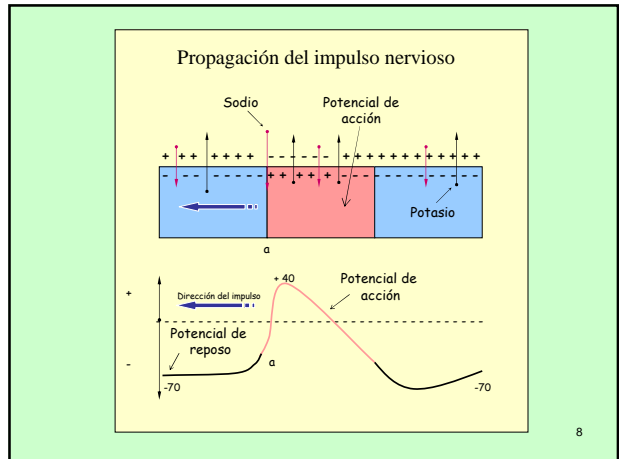 Propagación del impulso nervioso
Sodio
Potencial de
acción
+ + + + + + + + - - - - - - + + + + + + + + + + + + +
- - - - - - - - + + + + + + - - - - - - - - - - - - -
Potasio
a
+ 40
Potencial de
acción
+
Dirección del impulso
Potencial de
reposo
a
-
-70
-70
8